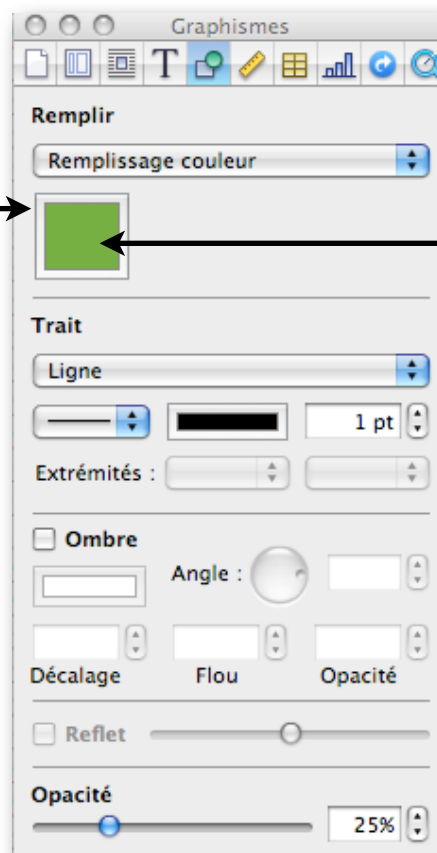 Graphismes
Remplir
Remplissage couleur
Trait
Ligne
1 pt
Extrémités :
Ombre
Angle :
Décalage Flou Opacité
Reflet
Opacité
25%